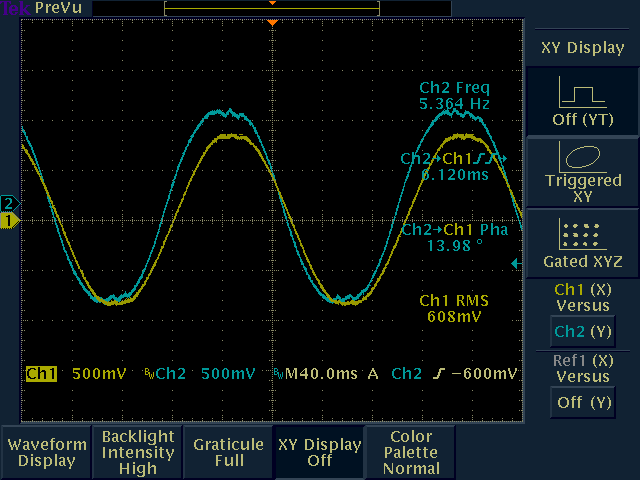 Tek PreVu
Ch2 Freq
5.364 Hz
Ch2→Ch1
6.120ms
Ch2→Ch1 Pha
13.98 °
Ch1 RMS
608mV
2
1
Ch1 500mV BwCh2 500mV BwM40.0ms A Ch2 -600mV
XY Display
Off (YT)
Triggered
XY
Gated XYZ
Ch1 (X)
Versus
Ch2 (Y)
Ref1 (X)
Versus
Off (Y)
Waveform
Display
Backlight
Intensity
High
Graticule
Full
XY Display
Off
Color
Palette
Normal